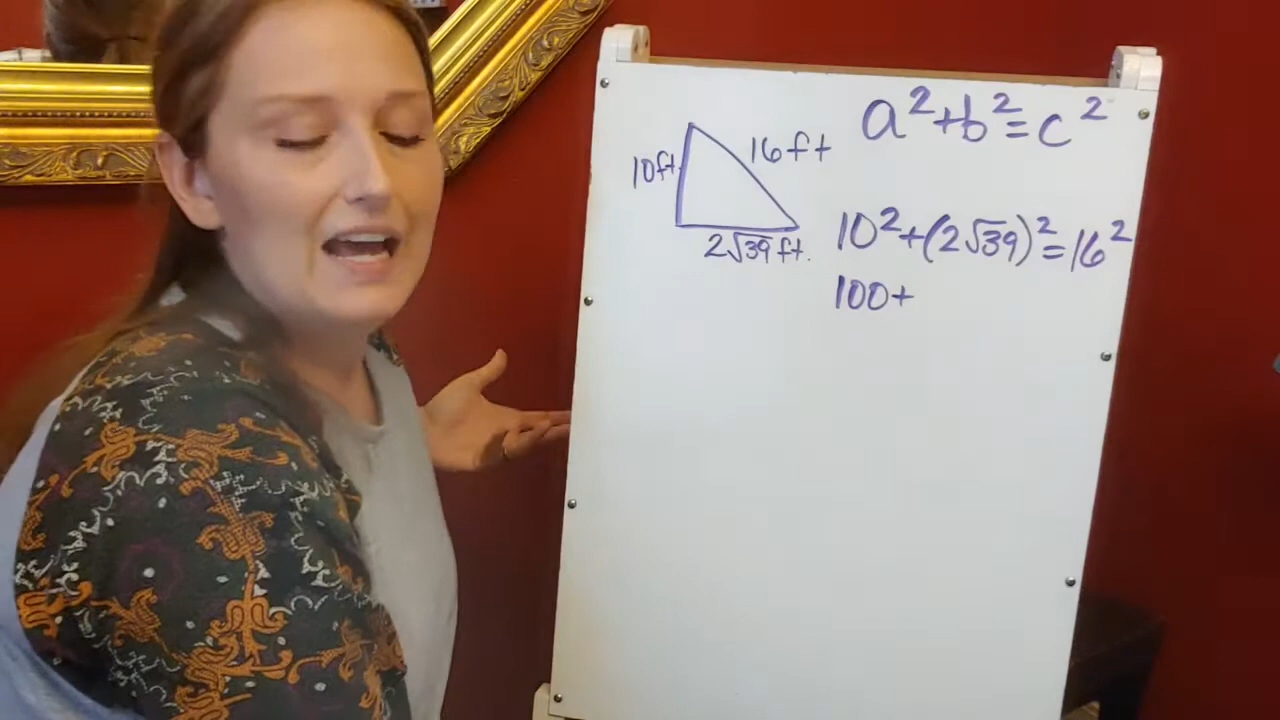 a²+b²=c²
10ft.
16ft
2√39 ft.
10²+(2√39)²=16²
100+